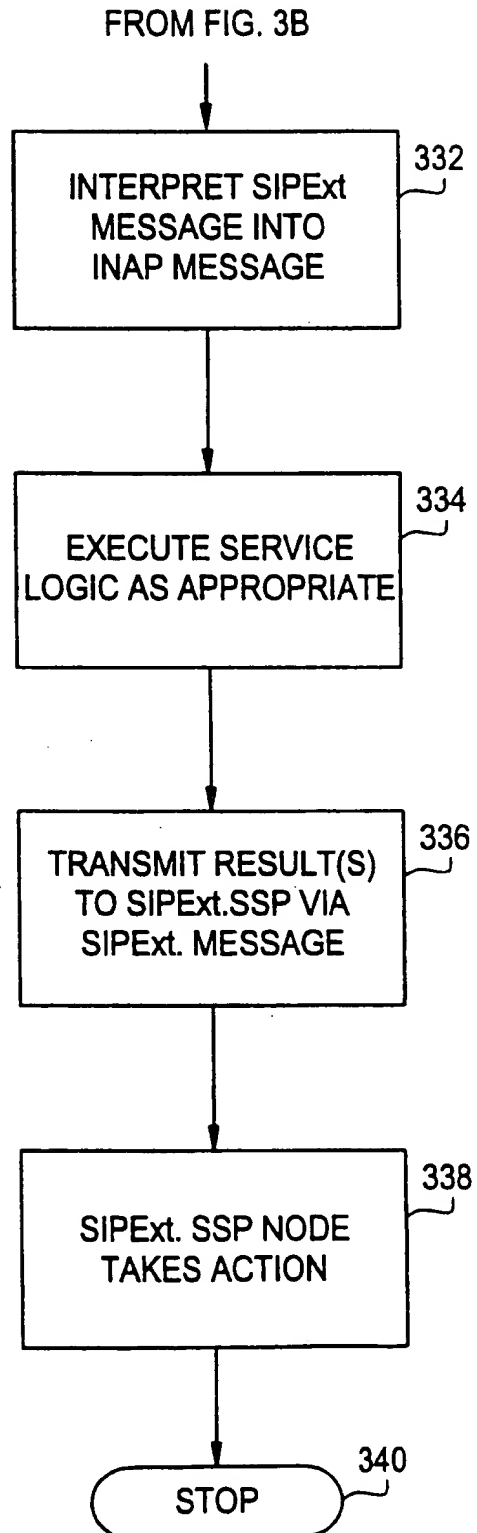 FROM FIG. 3B
332
INTERPRET SIPExt
MESSAGE INTO
INAP MESSAGE
334
EXECUTE SERVICE
LOGIC AS APPROPRIATE
336
TRANSMIT RESULT(S)
TO SIPExt.SSP VIA
SIPExt. MESSAGE
338
SIPExt. SSP NODE
TAKES ACTION
340
STOP